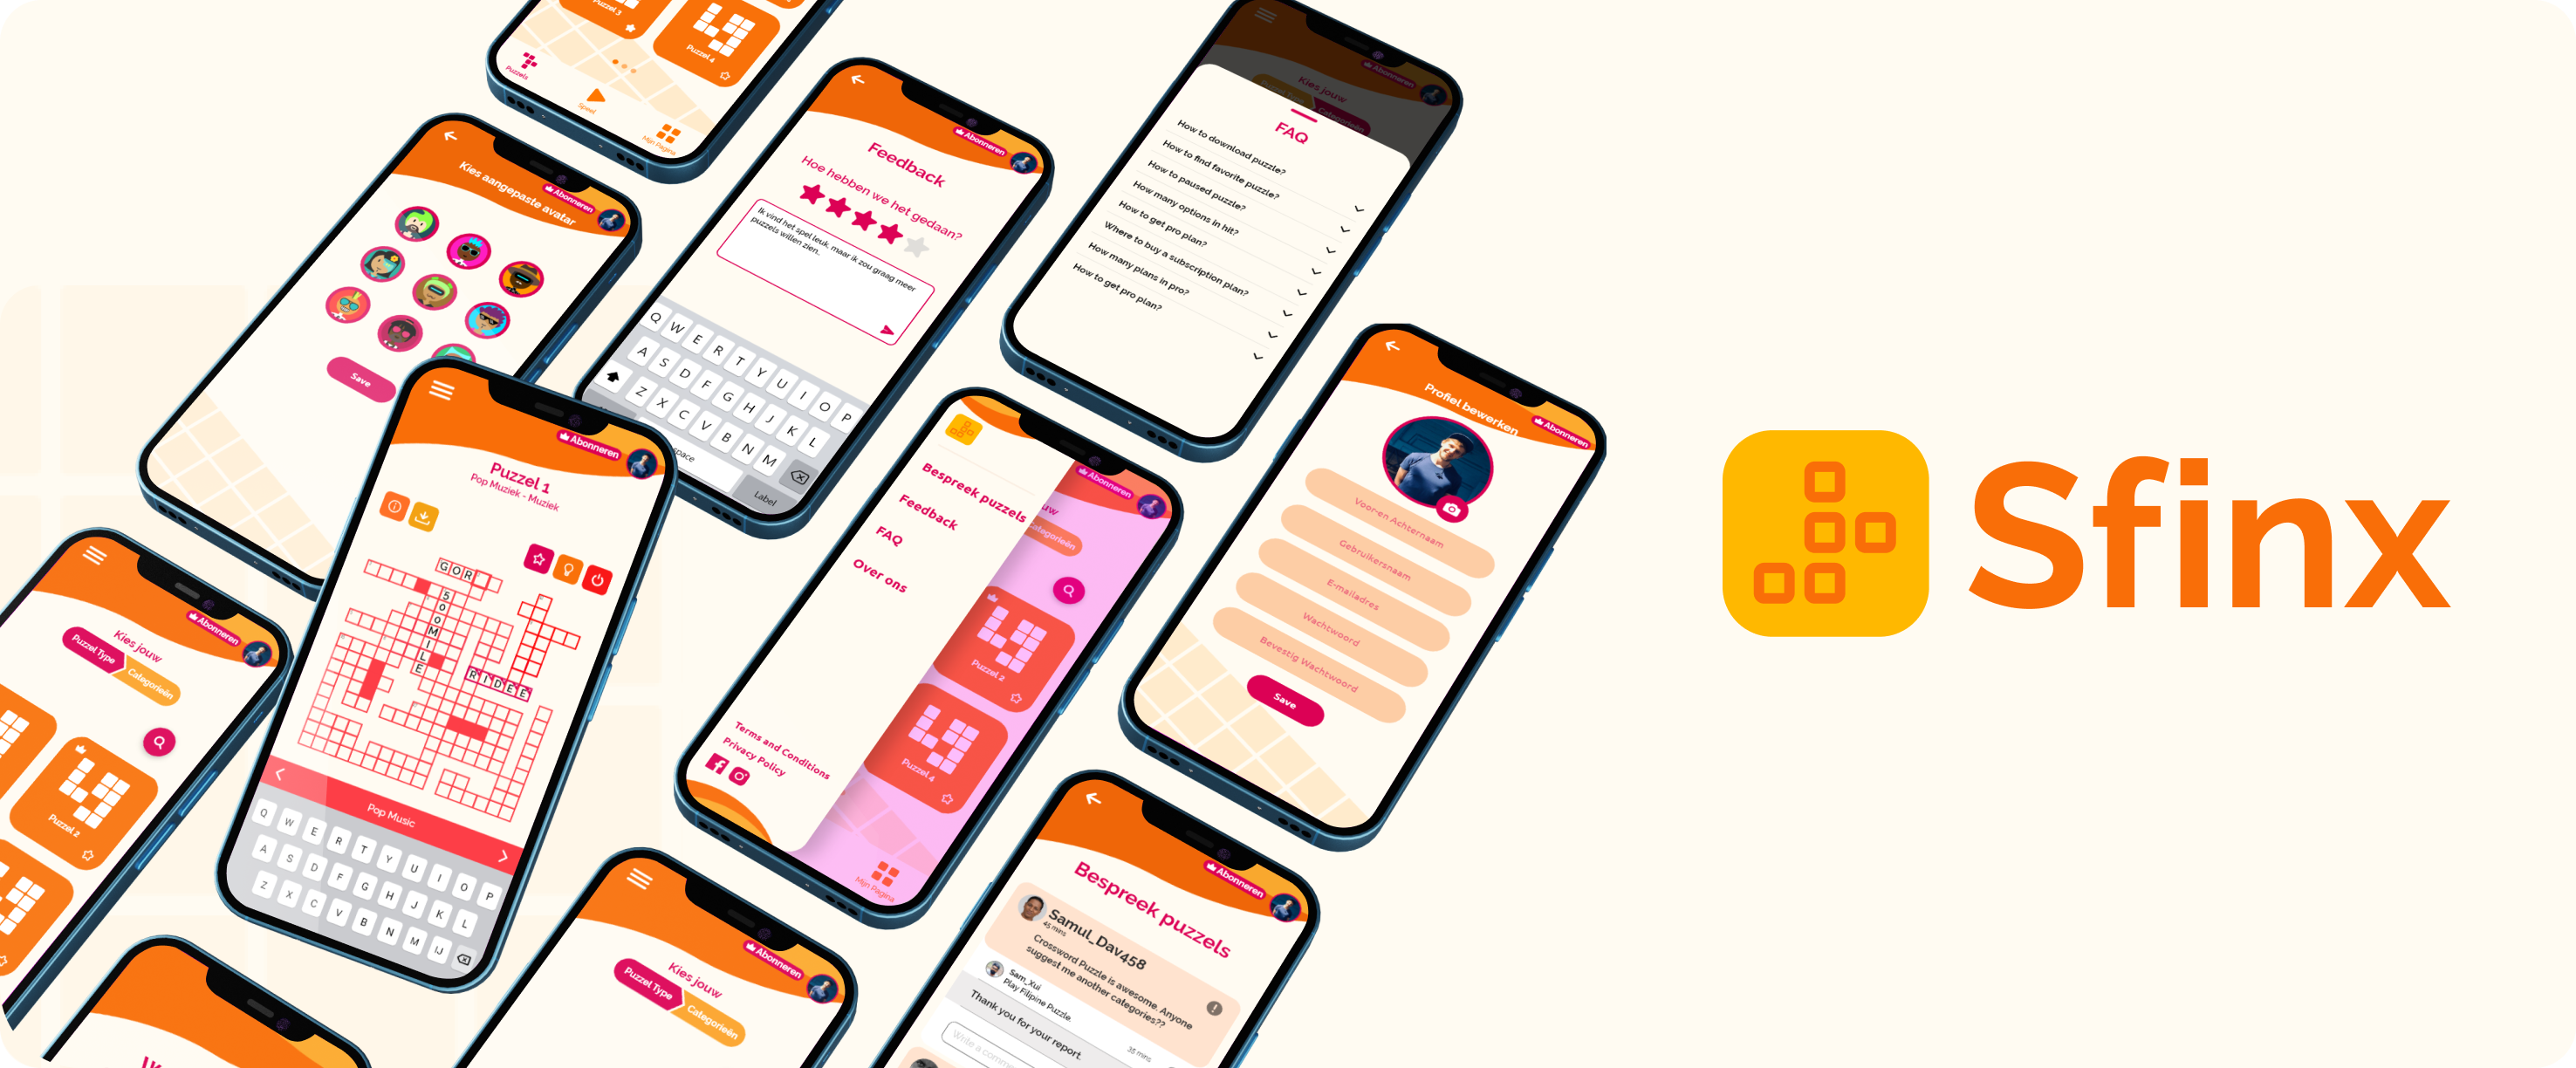 Puzzel 3
Puzzel 4
Puzzels
Speel
Mijn Pagina
Kies aangepaste avatar
Abonneren
Save
Feedback
Abonneren
Hoe hebben we het gedaan?
Ik vind het spel leuk, maar ik zou graag meer
puzzels willen zien.
Q W E R T Y U I O P
A S D F G H J K L
Z X C V B N M
space
Label
Kies jouw
Categorieën
Abonneren
FAQ
How to download puzzle?
How to find favorite puzzle?
How to paused puzzle?
How many options in hit?
How to get pro plan?
Where to buy a subscription plan?
How many plans in pro?
How to get pro plan?
Profiel bewerken
Abonneren
Voor-en Achternaam
Gebruikersnaam
E-mailadres
Wachtwoord
Bevestig Wachtwoord
Save
Sfinx
Abonneren
Puzzel 1
Pop Muziek - Muziek
GOR
5OOMILE
RIDEE
Pop Music
Q W E R T Y U I O P
A S D F G H J K L
Z X C V B N M IJ
Bespreek puzzels
Feedback
FAQ
Over ons
Terms and Conditions
Privacy Policy
Abonneren
Categorieën
Puzzel 2
Puzzel 4
Mijn Pagina
Abonneren
Kies jouw
Puzzel Type
Categorieën
Puzzel 2
Abonneren
Kies jouw
Puzzel Type
Categorieën
Abonneren
Bespreek puzzels
Samul_Dav458
45 mins
Crossword Puzzle is awesome. Anyone
suggest me another categories??
Sam_Xui
Play Filipine Puzzle.
35 mins
Thank you for your report.
Write a comme